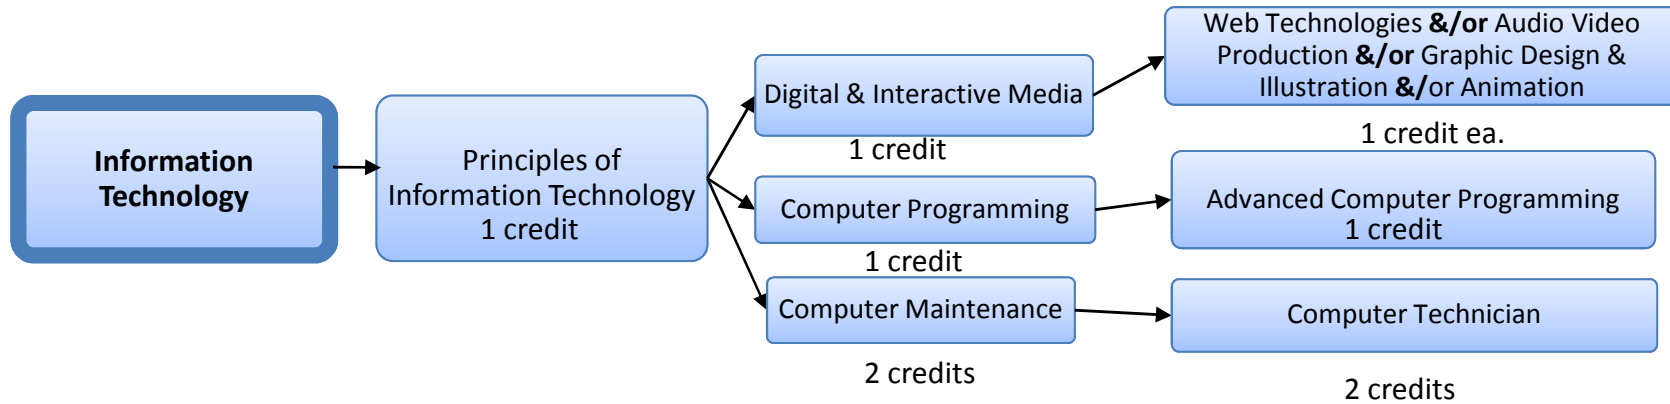 Information
Technology
Principles of
Information Technology
1 credit
Digital & Interactive Media
1 credit
Web Technologies &/or Audio Video
Production &/or Graphic Design &
Illustration &/or Animation
1 credit ea.
Computer Programming
1 credit
Advanced Computer Programming
1 credit
Computer Maintenance
2 credits
Computer Technician
2 credits